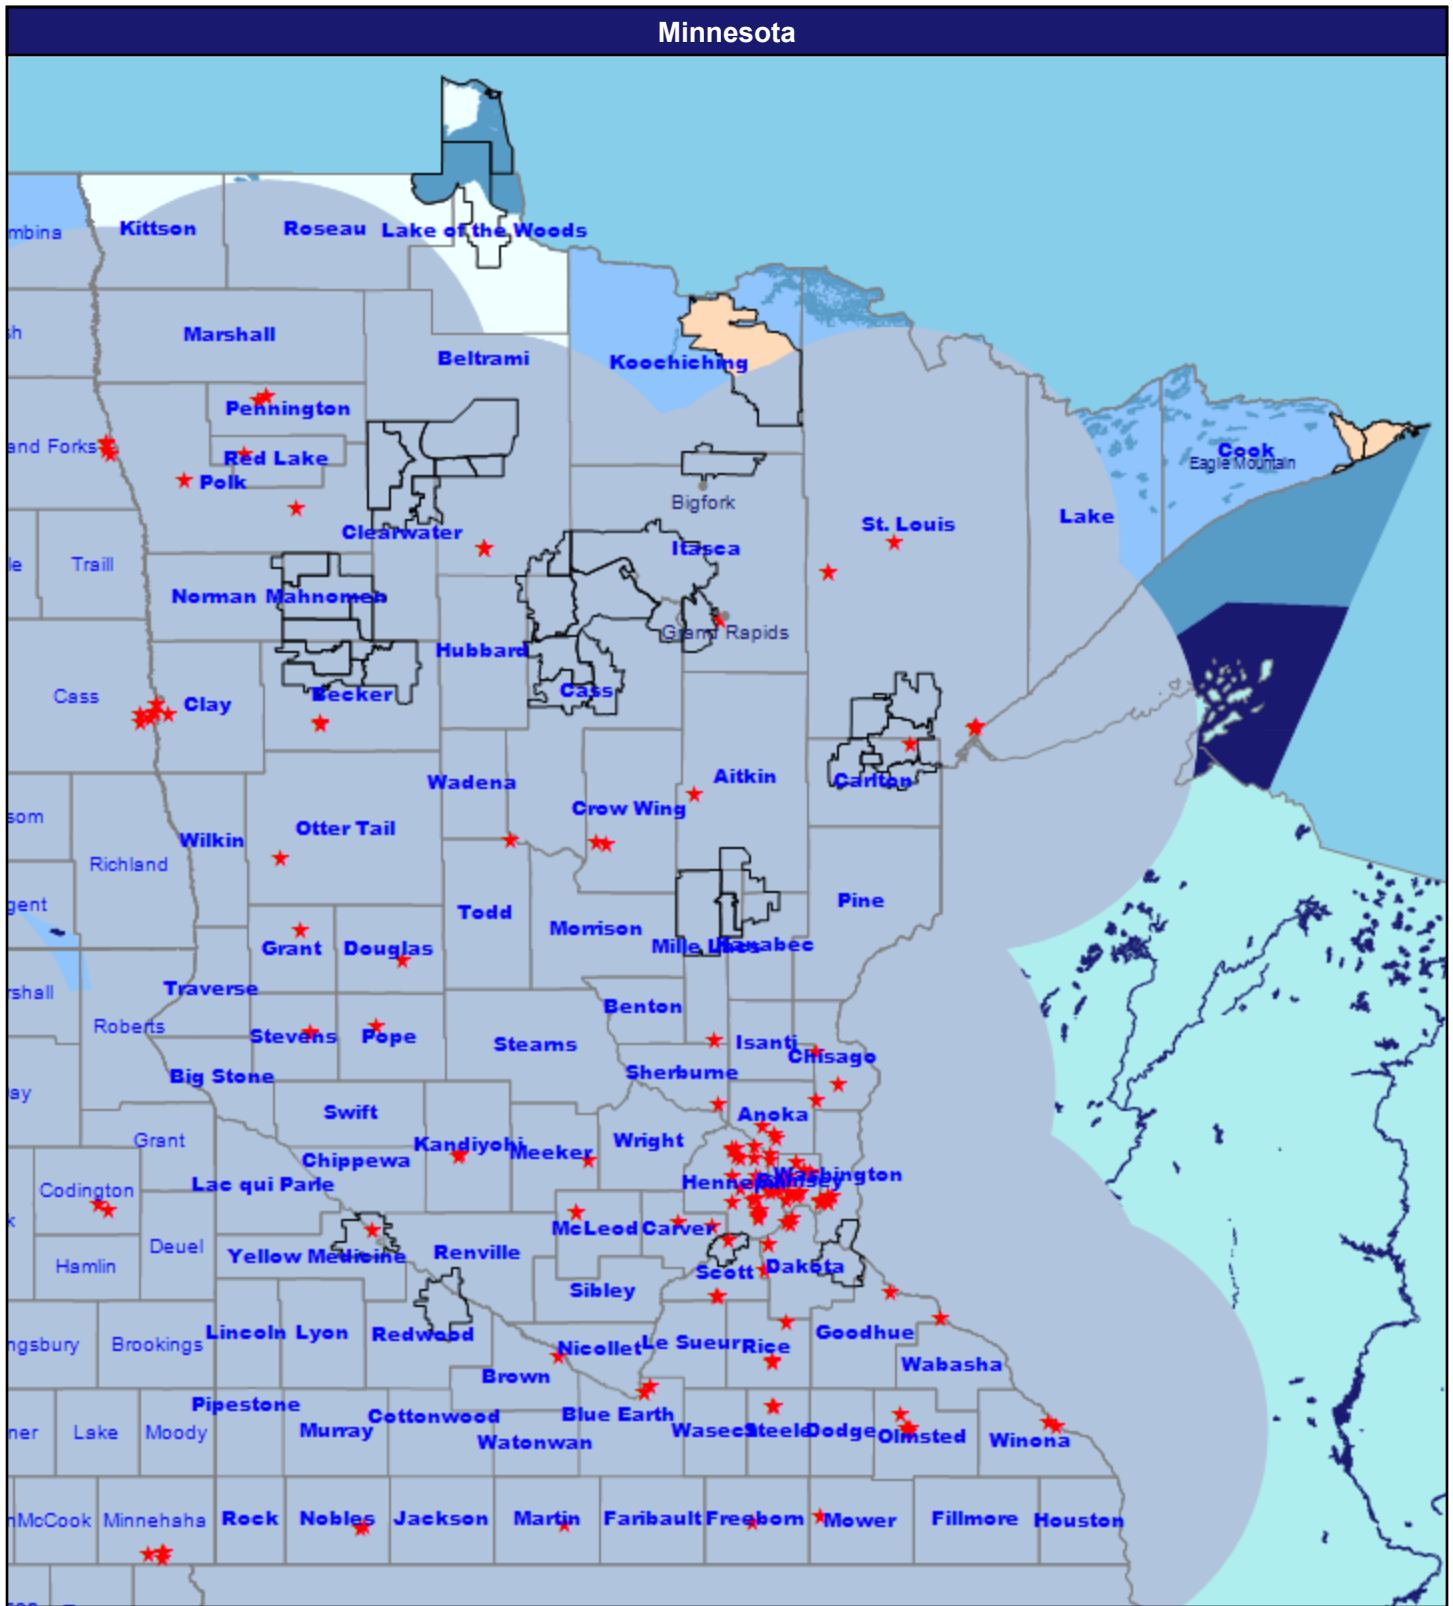 Minnesota
Kittson
Roseau
Lake of the Woods
mbina
Marshall
sh
Beltrami
Koochiching
Pennington
and Forks
Red Lake
Polk
Cook
Eagle Mountain
Bigfork
Lake
St. Louis
Clearwater
Itasca
le
Traill
Norman
Mahnomen
Grand Rapids
Hubbard
Cass
Clay
Becker
Cass
Wadena
Aitkin
Carlton
Crow Wing
som
Otter Tail
Wilkin
Richland
Pine
gent
Todd
Morrison
Grant
Douglas
Mille Lacs
Kanabec
rshall
Traverse
Benton
Roberts
Stevens
Pope
Stearns
Isanti
Chisago
Big Stone
Sherburne
ay
Swift
Anoka
Grant
Kandiyohi
Meeker
Wright
Chippewa
Codington
Lac qui Parle
Hennepin
Ramsey
Washington
k
McLeod
Carver
Deuel
Yellow Medicine
Renville
Hamlin
Scott
Dakota
Sibley
ngsbury
Brookings
Lincoln
Lyon
Redwood
Nicollet
Le Sueur
Rice
Goodhue
Brown
Wabasha
Pipestone
Cottonwood
Blue Earth
ner
Lake
Moody
Murray
Watonwan
Waseca
Steele
Dodge
Olmsted
Winona
McCook
Minnehaha
Rock
Nobles
Jackson
Martin
Faribault
Freeborn
Mower
Fillmore
Houston